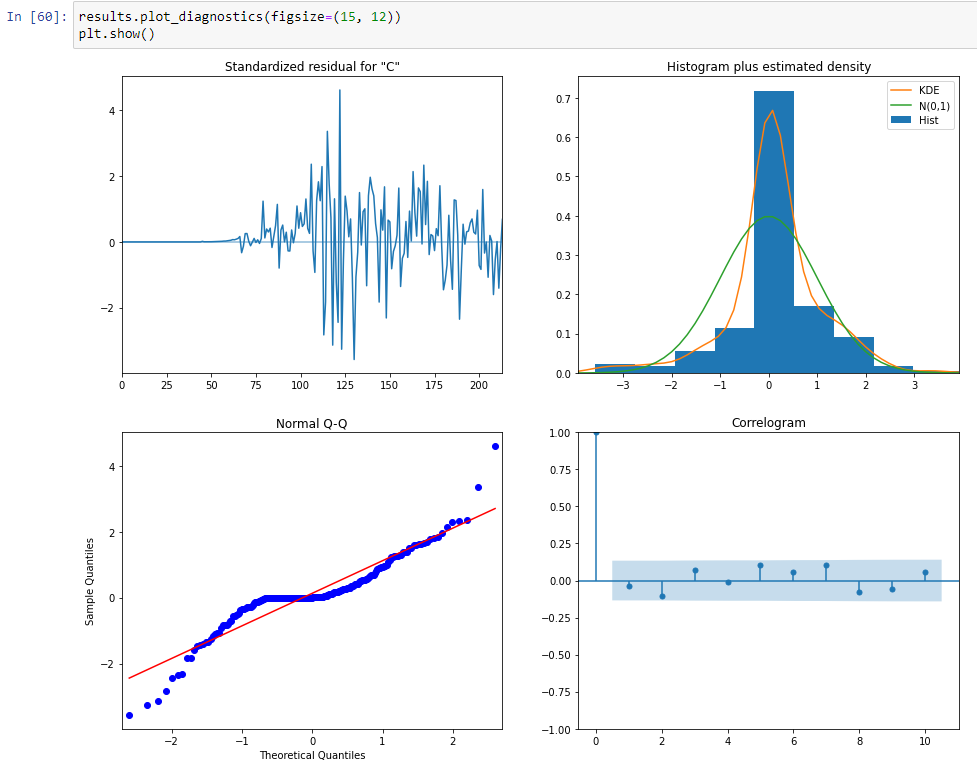 In [60]: results.plot_diagnostics(figsize=(15, 12))
plt.show()
Standardized residual for "C"
4
2
0
−2
0 25 50 75 100 125 150 175 200
Histogram plus estimated density
KDE
N(0,1)
Hist
0.7
0.6
0.5
0.4
0.3
0.2
0.1
0.0
−3 −2 −1 0 1 2 3
Normal Q-Q
Sample Quantiles
4
2
0
−2
−2 −1 0 1 2
Theoretical Quantiles
Correlogram
1.00
0.75
0.50
0.25
0.00
−0.25
−0.50
−0.75
−1.00
0 2 4 6 8 10